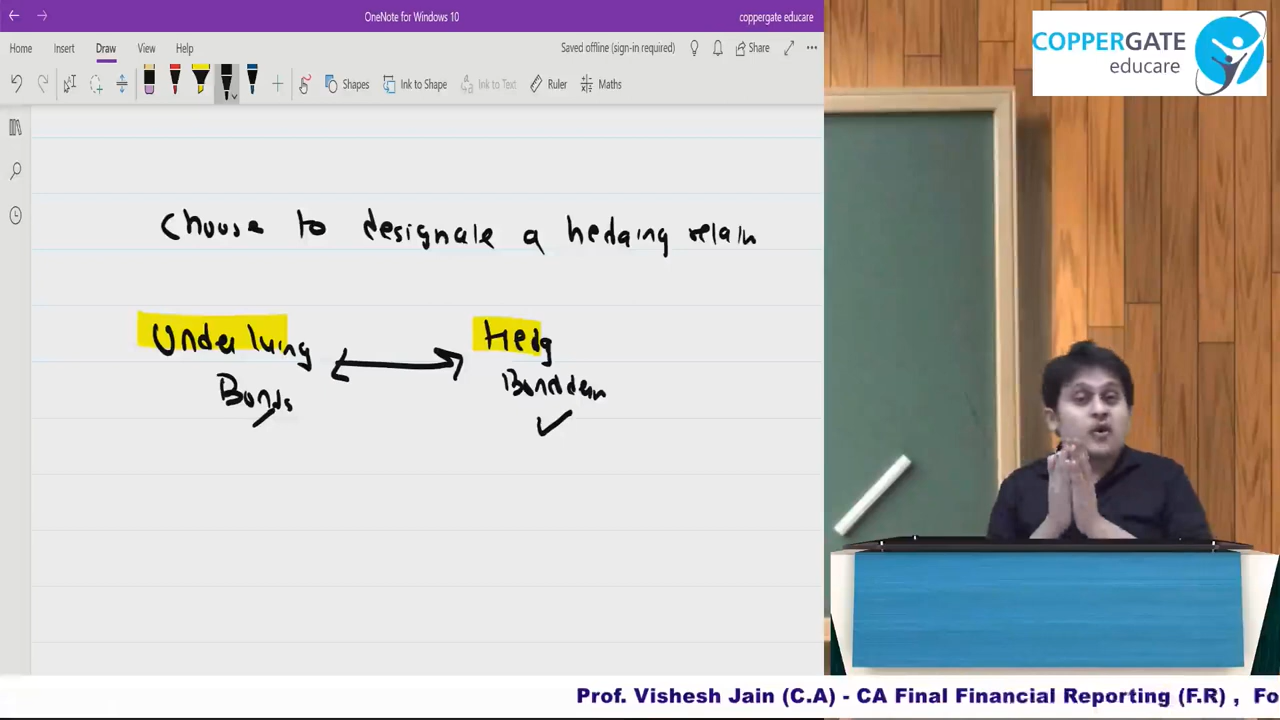 OneNote for Windows 10
coppergate educare
Home Insert Draw View Help
Saved offline (sign-in required)
Share
Shapes
Ink to Shape
Ink to Text
Ruler
Maths
COPPERGATE
educare
Choose to designate a hedging relain
Underlying
Hedg
Bonds
Prof. Vishesh Jain (C.A) - CA Final Financial Reporting (F.R) , Fo